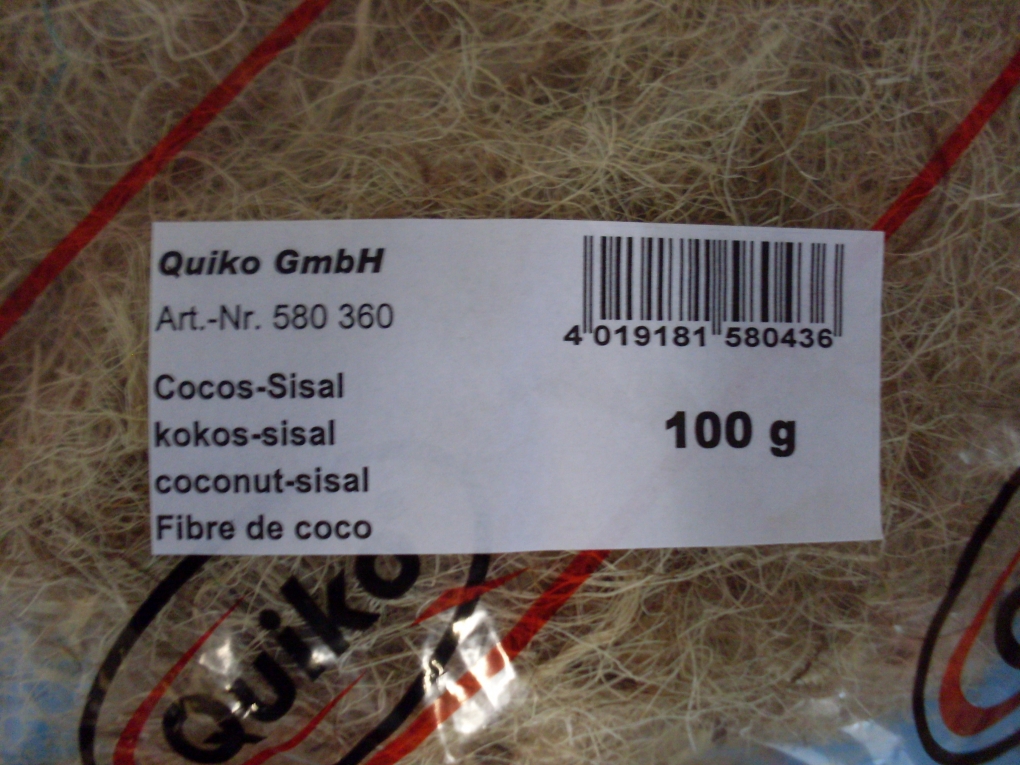 Quiko GmbH
Art.-Nr. 580 360
4 019181 580436
Cocos-Sisal
kokos-sisal
coconut-sisal
Fibre de coco
100 g
Quiko